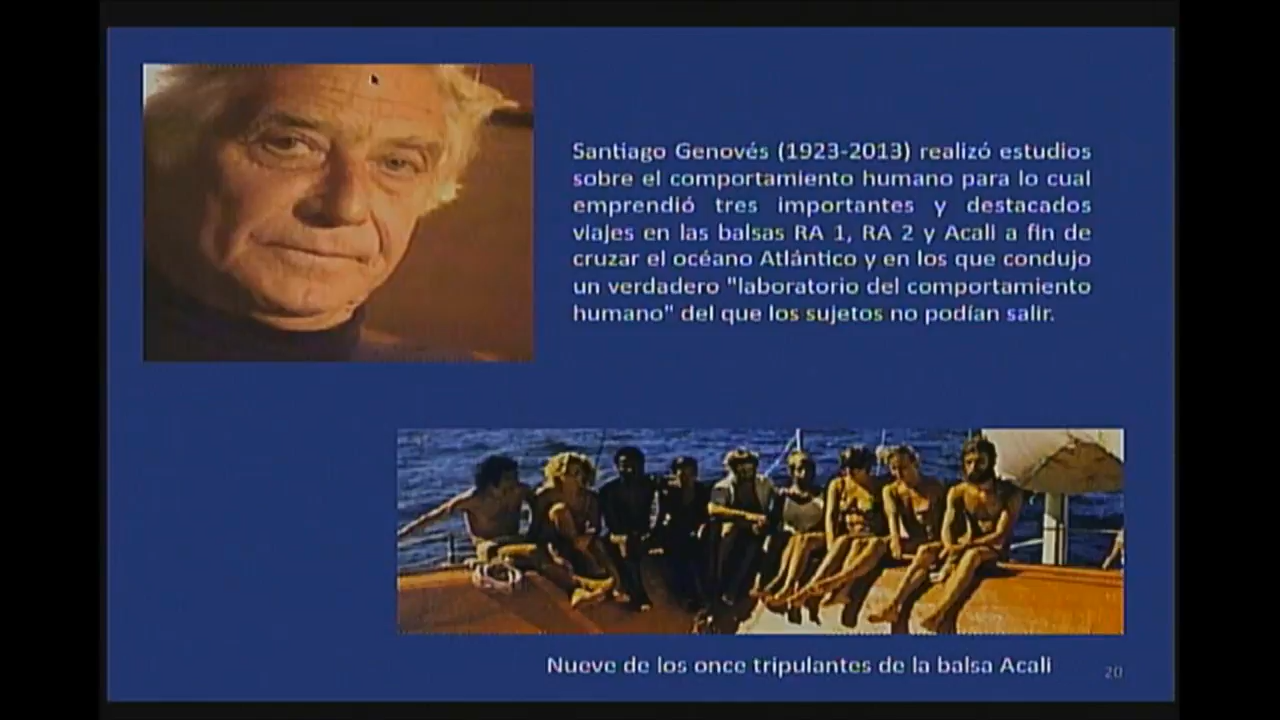 Santiago Genovés (1923-2013) realizó estudios
sobre el comportamiento humano para lo cual
emprendió tres importantes y destacados
viajes en las balsas RA 1, RA 2 y Acali a fin de
cruzar el océano Atlántico y en los que condujo
un verdadero "laboratorio del comportamiento
humano" del que los sujetos no podían salir.
Nueve de los once tripulantes de la balsa Acali
20